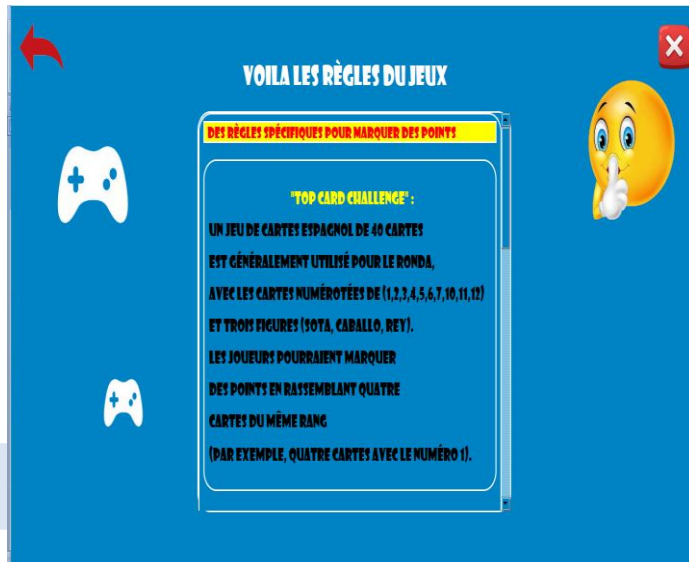 VOILA LES RÈGLES DU JEUX
DES RÈGLES SPÉCIFIQUES POUR MARQUER DES POINTS
"TOP CARD CHALLENGE" :
UN JEU DE CARTES ESPAGNOL DE 40 CARTES
EST GÉNÉRALEMENT UTILISÉ POUR LE RONDA,
AVEC LES CARTES NUMÉROTÉES DE (1,2,3,4,5,6,7,10,11,12)
ET TROIS FIGURES (SOTA, CABALLO, REY).
LES JOUEURS POURRAIENT MARQUER
DES POINTS EN RASSEMBLANT QUATRE
CARTES DU MÊME RANG
(PAR EXEMPLE, QUATRE CARTES AVEC LE NUMÉRO 1).